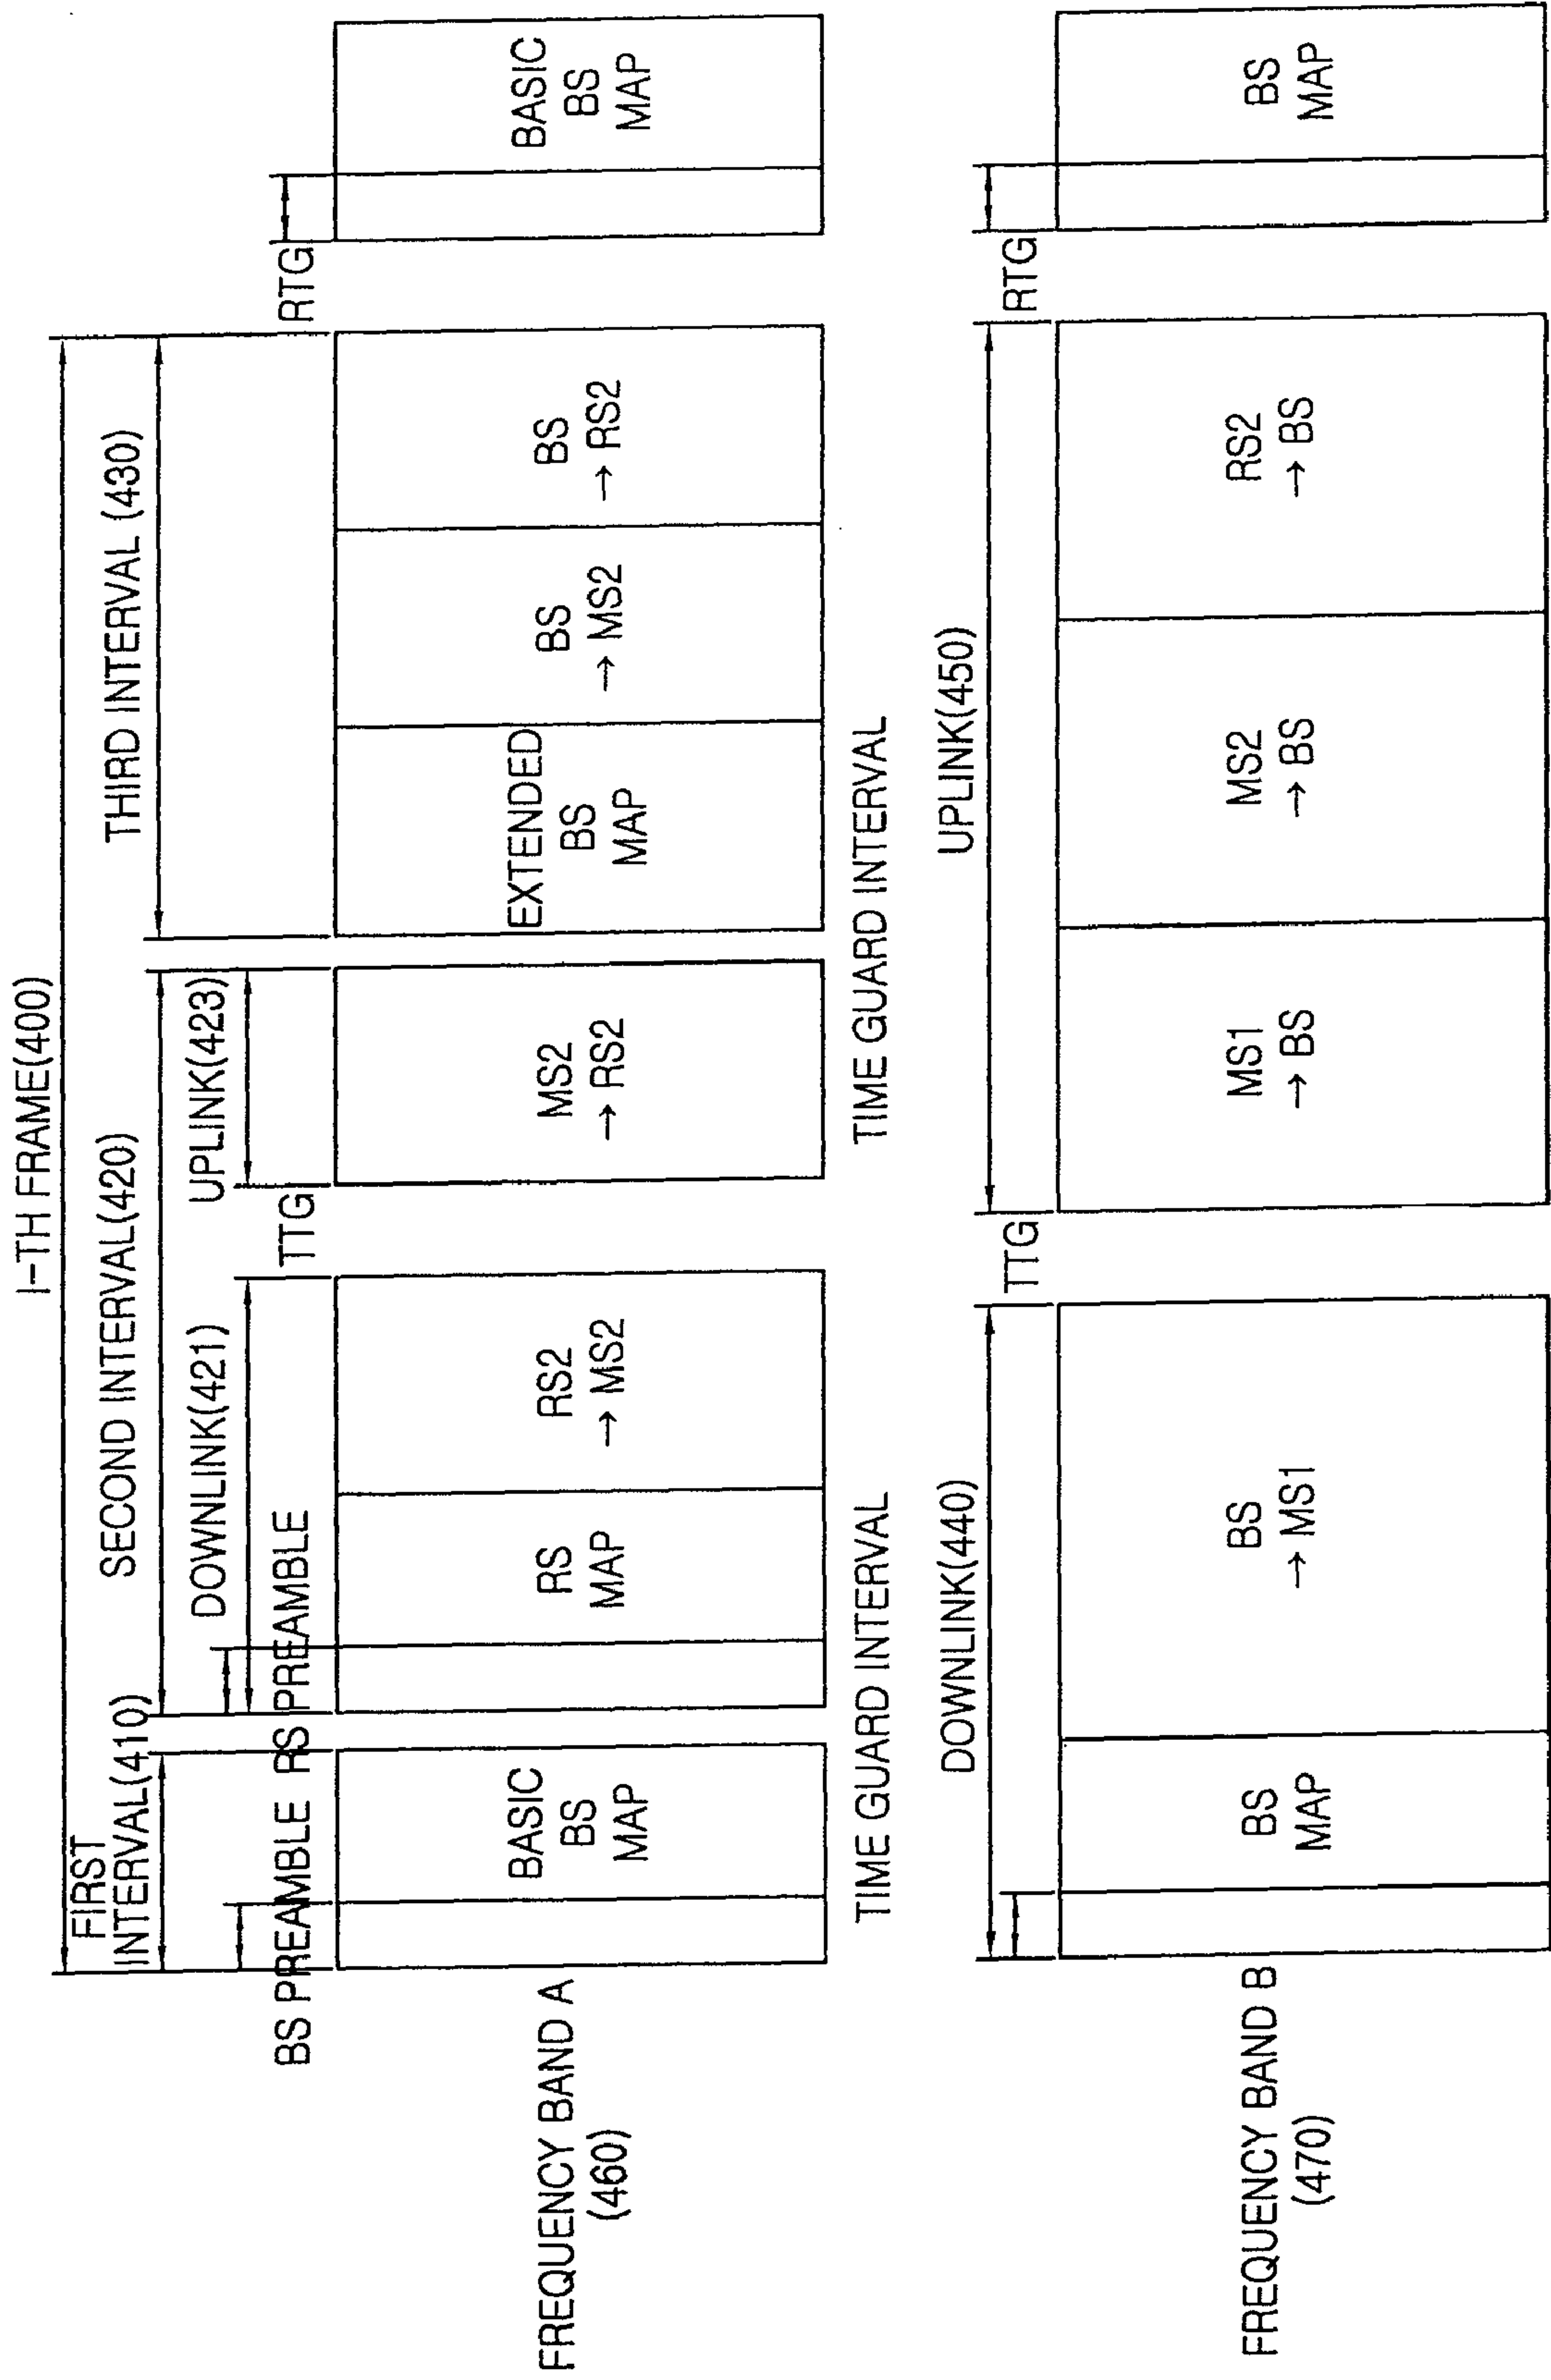 I-TH FRAME(400)
FIRST
INTERVAL(410)
SECOND INTERVAL(420)
THIRD INTERVAL (430)
DOWNLINK(421)
UPLINK(423)
BS PREAMBLE
RS PREAMBLE
TTG
RTG
FREQUENCY BAND A
(460)
BASIC
BS
MAP
RS
MAP
RS2
→ MS2
MS2
→ RS2
EXTENDED
BS
MAP
BS
→ MS2
BS
→ RS2
BASIC
BS
MAP
TIME GUARD INTERVAL
TIME GUARD INTERVAL
TIME GUARD INTERVAL
DOWNLINK(440)
TTG
UPLINK(450)
RTG
FREQUENCY BAND B
(470)
BS
MAP
BS
→ MS1
MS1
→ BS
MS2
→ BS
RS2
→ BS
BS
MAP